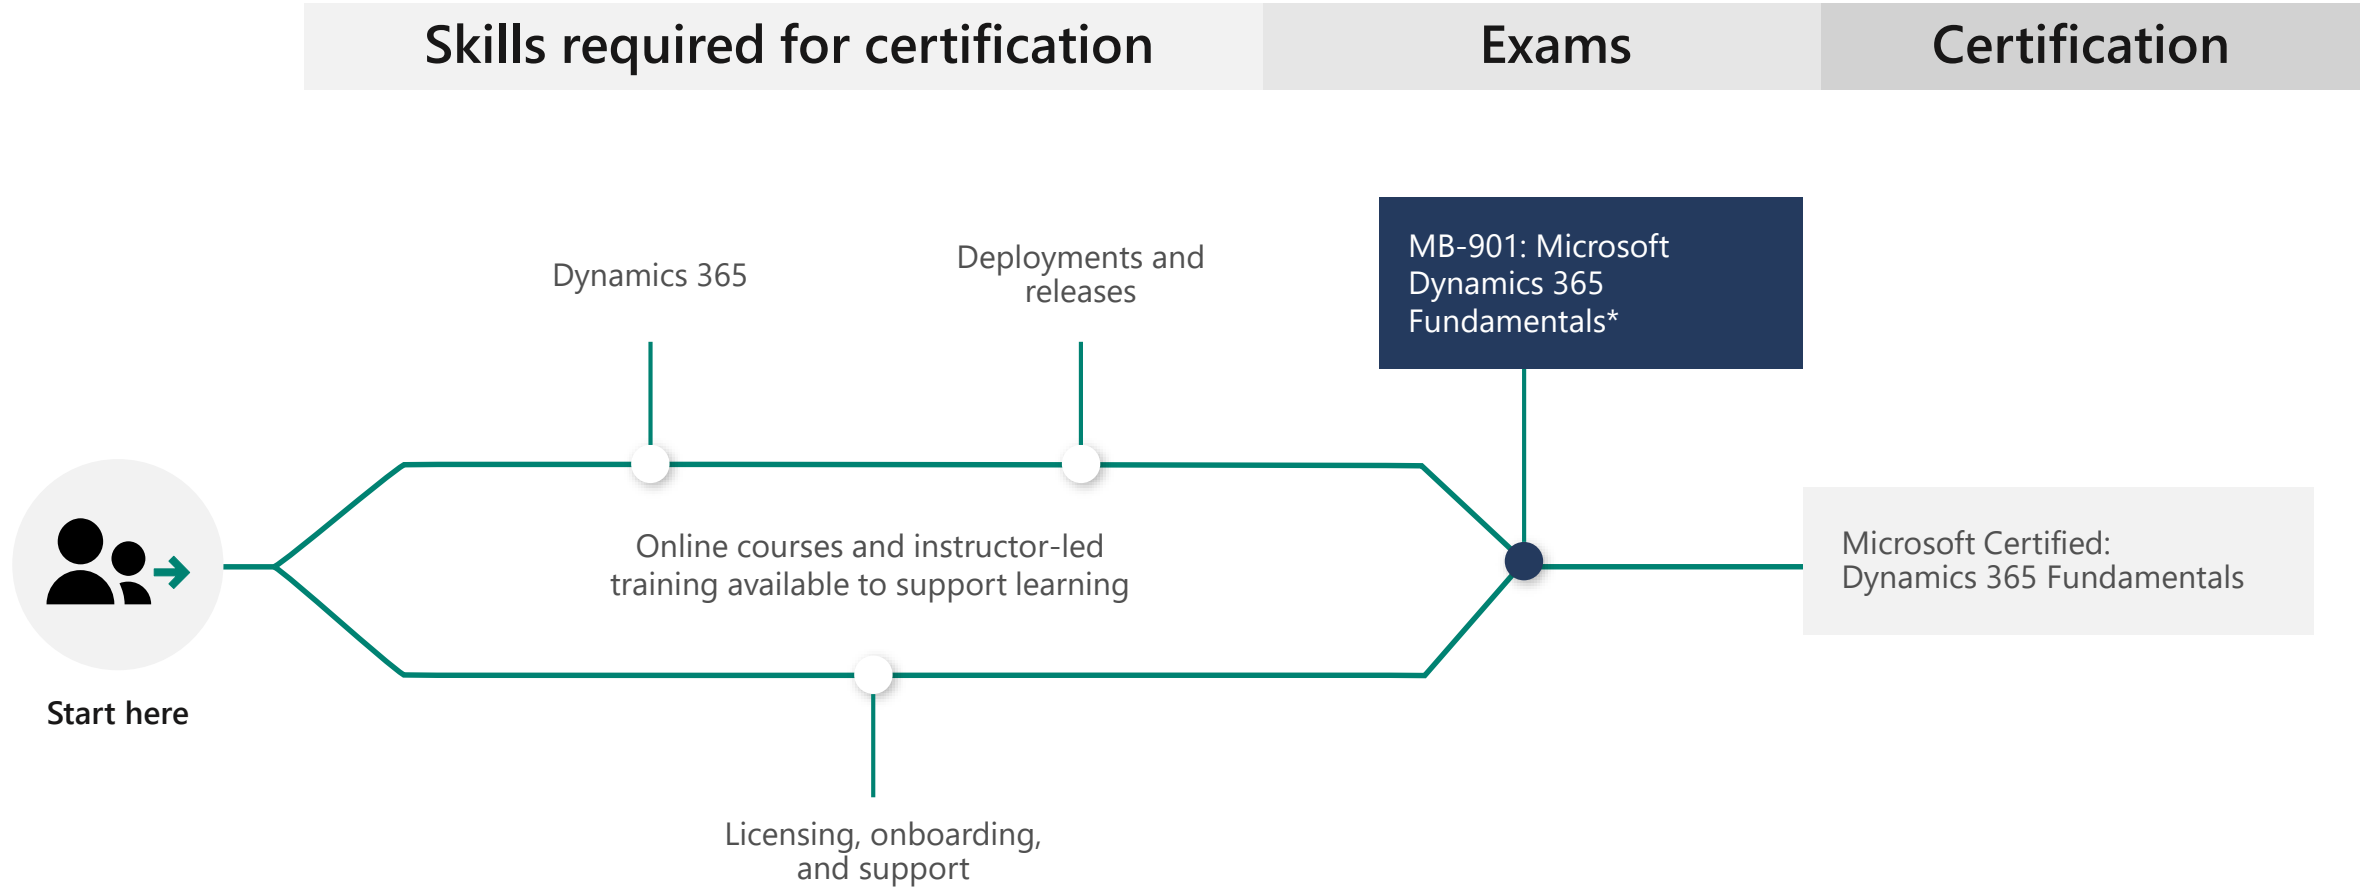 Skills required for certification
Exams
Certification
Dynamics 365
Deployments and
releases
MB-901: Microsoft
Dynamics 365
Fundamentals*
Online courses and instructor-led
training available to support learning
Microsoft Certified:
Dynamics 365 Fundamentals
Start here
Licensing, onboarding,
and support